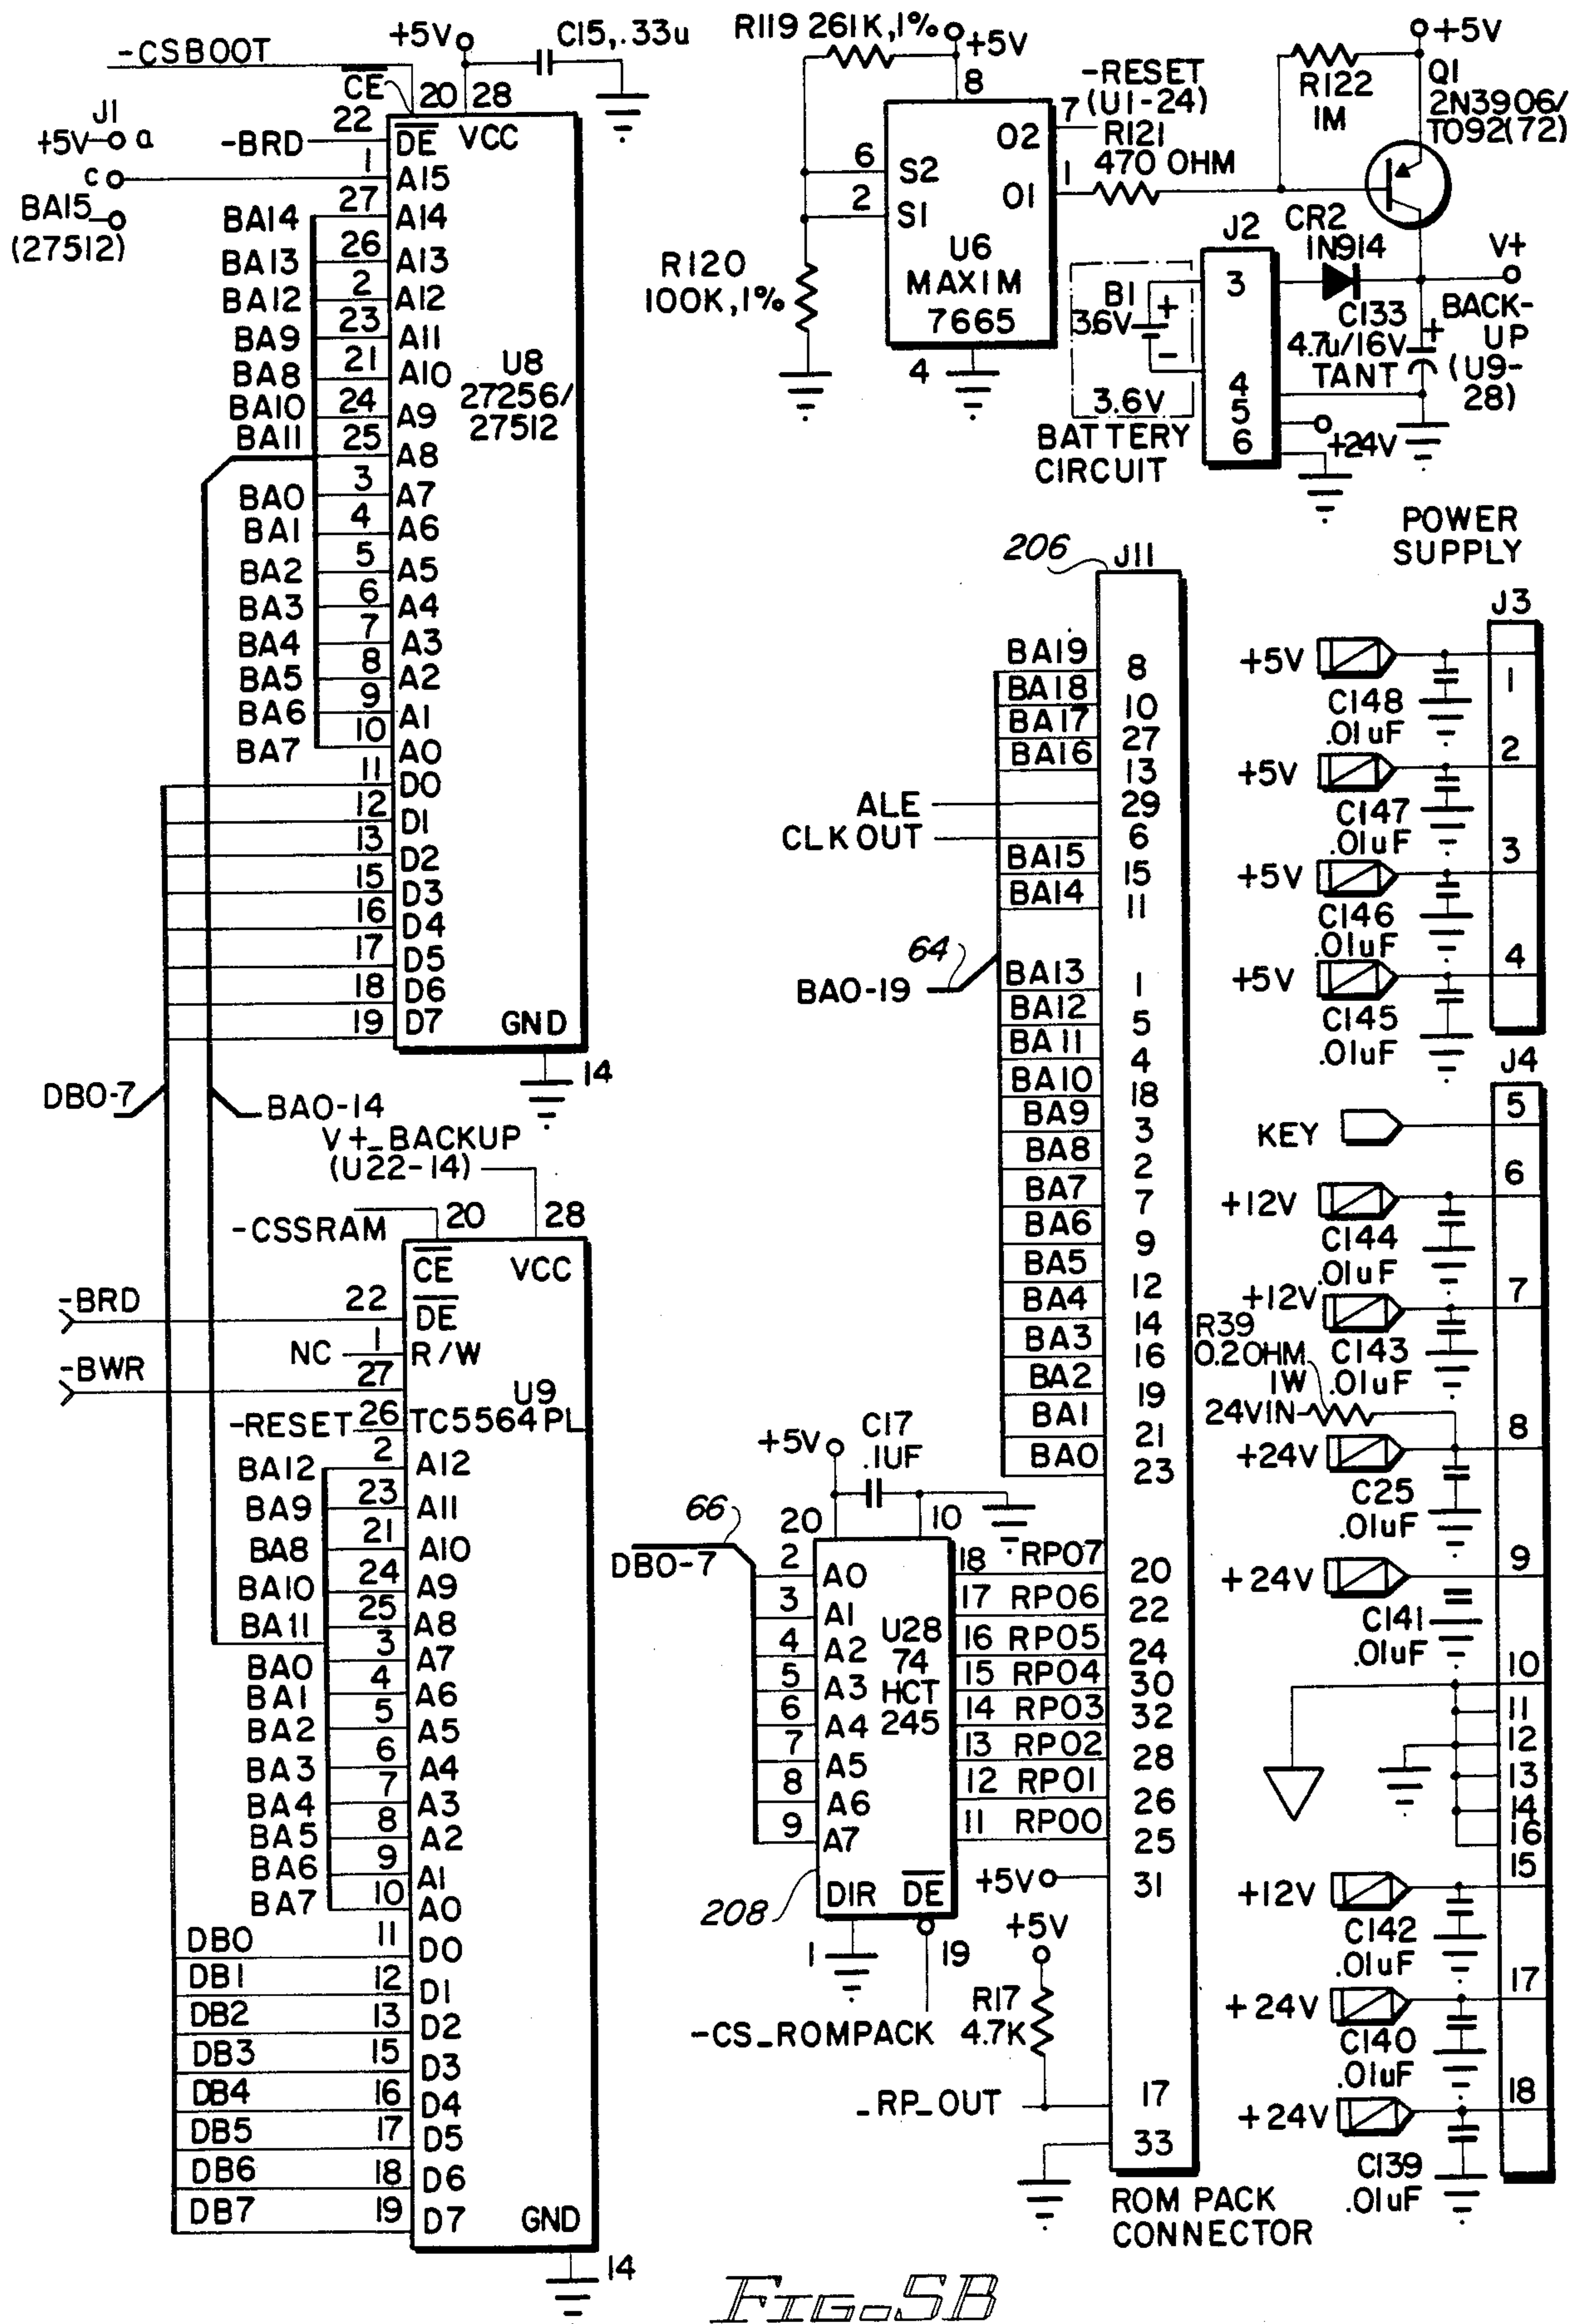 -CSBOOT
+5V
C15,.33u
CE
20 28
J1
+5V
a
c
BA15
(27512)
22
-BRD
DE
VCC
1
A15
BA14 27 A14
BA13 26 A13
BA12 2 A12
BA9 23 A11
BA8 21 A10
BA10 24 A9
BA11 25 A8
U8
27256/
27512
BA0 3 A7
BA1 4 A6
BA2 5 A5
BA3 6 A4
BA4 7 A3
BA5 8 A2
BA6 9 A1
BA7 10 A0
11 D0
12 D1
13 D2
15 D3
16 D4
17 D5
18 D6
19 D7
GND
14
DB0-7
BA0-14
V+_BACKUP
(U22-14)
-CSSRAM
20
28
CE
VCC
-BRD
22
DE
NC 1 R/W
-BWR
27
U9
-RESET 26 TC5564PL
BA12 2 A12
BA9 23 A11
BA8 21 A10
BA10 24 A9
BA11 25 A8
BA0 3 A7
BA1 4 A6
BA2 5 A5
BA3 6 A4
BA4 7 A3
BA5 8 A2
BA6 9 A1
BA7 10 A0
DB0 11 D0
DB1 12 D1
DB2 13 D2
DB3 15 D3
DB4 16 D4
DB5 17 D5
DB6 18 D6
DB7 19 D7
GND
14
R119 261K,1%
+5V
8
-RESET
(U1-24)
7
O2
R121
470 OHM
6 S2
2 S1
O1
1
U6
MAXIM
7665
4
R120
100K,1%
+5V
R122
1M
Q1
2N3906/
TO92(72)
J2
CR2
1N914
V+
BACK-
UP
(U9-
28)
C133
4.7u/16V
TANT
+
B1
3.6V
+
-
3.6V
3
4
5
6
+24V
BATTERY
CIRCUIT
206
J11
BA19 8
BA18 10
BA17 27
BA16 13
ALE 29
CLKOUT 6
BA15 15
BA14 11
64
BA0-19
BA13 1
BA12 5
BA11 4
BA10 18
BA9 3
BA8 2
BA7 7
BA6 9
BA5 12
BA4 14
BA3 16
BA2 19
BA1 21
BA0 23
+5V
C17
.1UF
20
10
66
DB0-7
2 A0 18 RP07 20
3 A1 17 RP06 22
4 A2 16 RP05 24
5 A3 15 RP04 30
6 A4 14 RP03 32
7 A5 13 RP02 28
8 A6 12 RP01 26
9 A7 11 RP00 25
U28
74
HCT
245
DIR
DE
208
1
19
-CS_ROMPACK
+5V 31
+5V
R17
4.7K
-RP_OUT 17
33
ROM PACK
CONNECTOR
POWER
SUPPLY
J3
+5V 1
C148
.01uF
+5V 2
C147
.01uF
+5V 3
C146
.01uF
+5V 4
C145
.01uF
J4
KEY 5
+12V 6
C144
.01uF
+12V 7
C143
.01uF
R39
0.2OHM
1W
24VIN
+24V 8
C25
.01uF
+24V 9
C141
.01uF
10
11
12
13
14
16
15
+12V
C142
.01uF
+24V 17
C140
.01uF
+24V 18
C139
.01uF
FIG. 5B